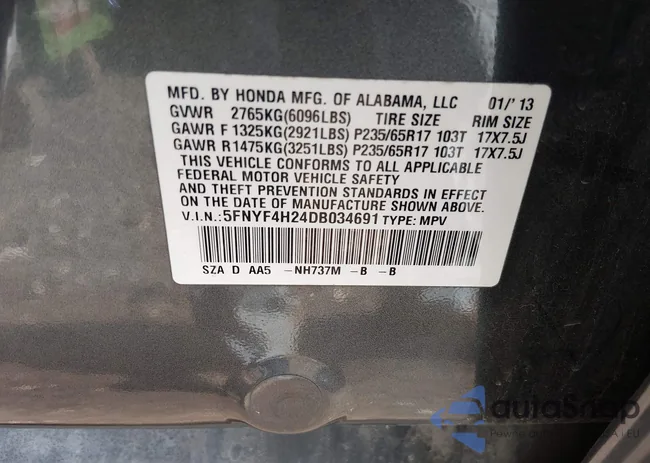 MFD. BY HONDA MFG. OF ALABAMA, LLC 01/'13
GVWR 2765KG(6096LBS) TIRE SIZE RIM SIZE
GAWR F 1325KG(2921LBS) P235/65R17 103T 17X7.5J
GAWR R1475KG(3251LBS) P235/65R17 103T 17X7.5J
THIS VEHICLE CONFORMS TO ALL APPLICABLE
FEDERAL MOTOR VEHICLE SAFETY
AND THEFT PREVENTION STANDARDS IN EFFECT
ON THE DATE OF MANUFACTURE SHOWN ABOVE.
V.I.N.:5FNYF4H24DB034691 TYPE: MPV
SZA D AA5 -NH737M -B -B
autoSnap